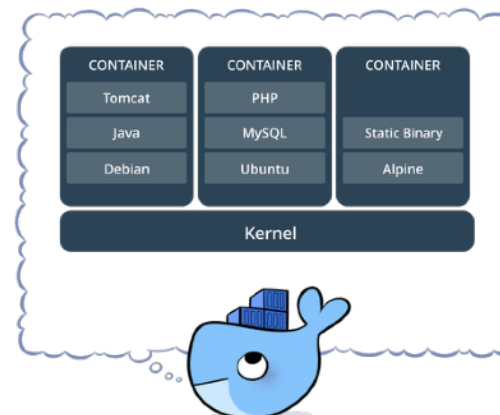 CONTAINER
Tomcat
Java
Debian
CONTAINER
PHP
MySQL
Ubuntu
CONTAINER
Static Binary
Alpine
Kernel